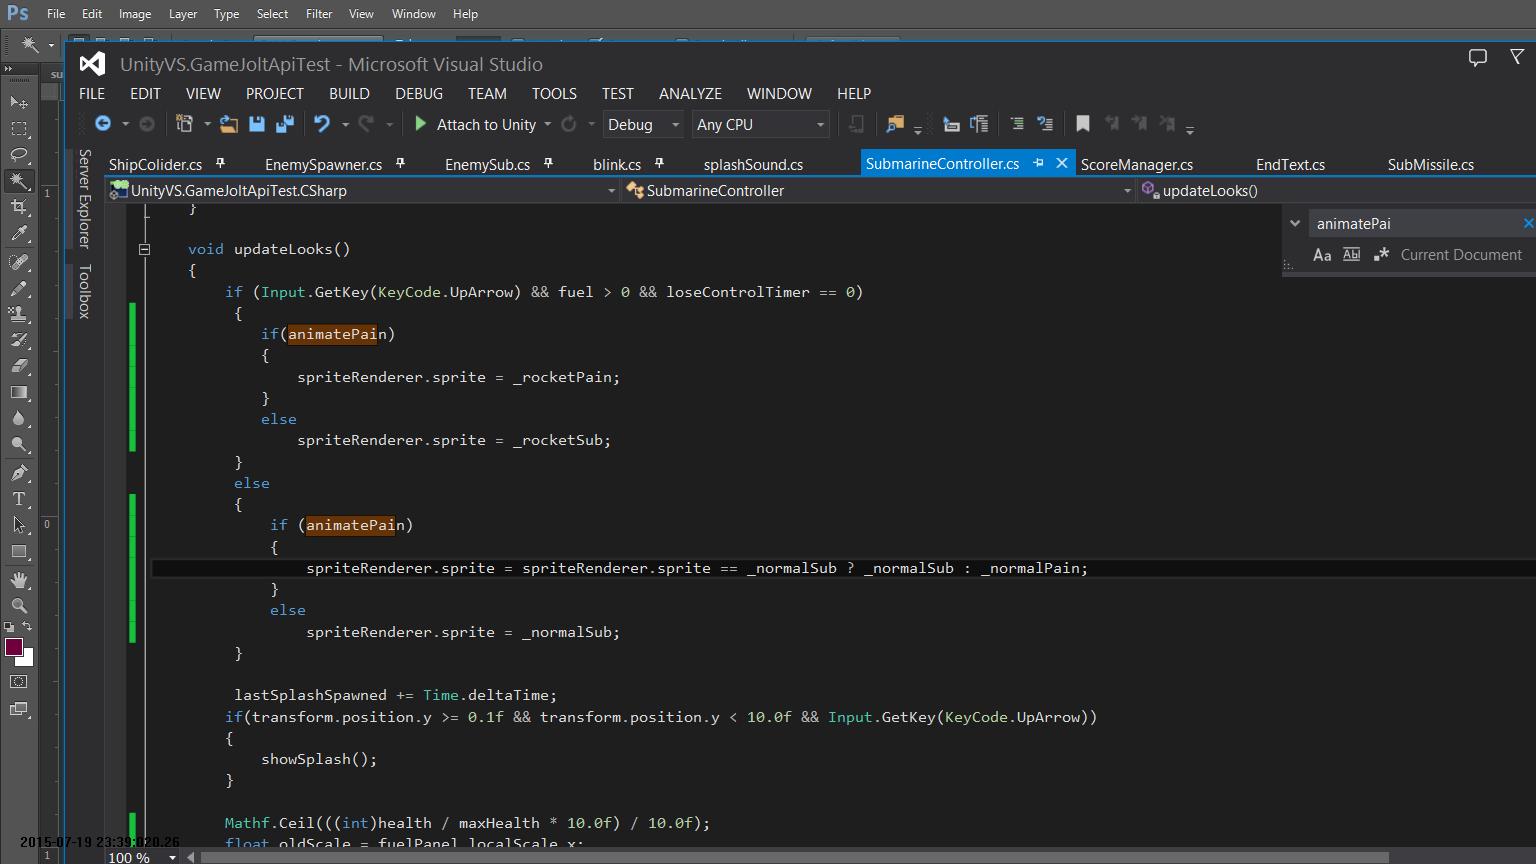 Ps File Edit Image Layer Type Select Filter View Window Help
su
UnityVS.GameJoltApiTest - Microsoft Visual Studio
FILE EDIT VIEW PROJECT BUILD DEBUG TEAM TOOLS TEST ANALYZE WINDOW HELP
Attach to Unity Debug Any CPU
ShipColider.cs EnemySpawner.cs EnemySub.cs blink.cs splashSound.cs SubmarineController.cs ScoreManager.cs EndText.cs SubMissile.cs
UnityVS.GameJoltApiTest.CSharp SubmarineController updateLooks()
Server Explorer
Toolbox
animatePai
Aa Abl Current Document
}
void updateLooks()
{
if (Input.GetKey(KeyCode.UpArrow) && fuel > 0 && loseControlTimer == 0)
{
if(animatePain)
{
spriteRenderer.sprite = _rocketPain;
}
else
spriteRenderer.sprite = _rocketSub;
}
else
{
if (animatePain)
{
spriteRenderer.sprite = spriteRenderer.sprite == _normalSub ? _normalSub : _normalPain;
}
else
spriteRenderer.sprite = _normalSub;
}
lastSplashSpawned += Time.deltaTime;
if(transform.position.y >= 0.1f && transform.position.y < 10.0f && Input.GetKey(KeyCode.UpArrow))
{
showSplash();
}
Mathf.Ceil(((int)health / maxHealth * 10.0f) / 10.0f);
float oldScale = fuelPanel.localScale.x;
1
0
1
2015-07-19 23:39:020.26
100 %